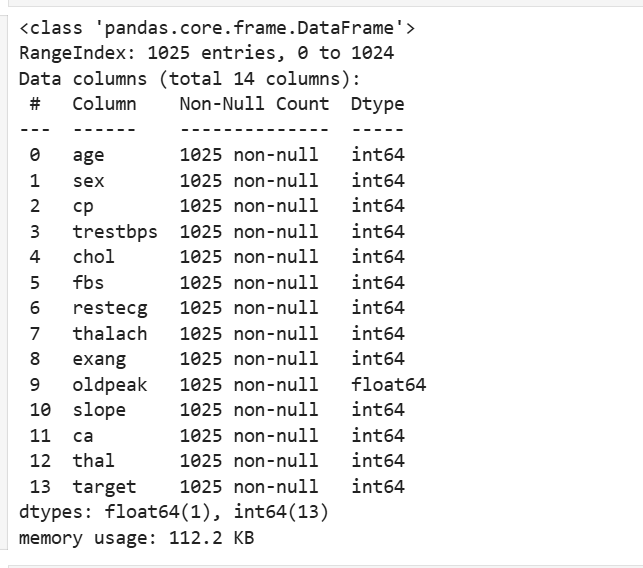 <class 'pandas.core.frame.DataFrame'>
RangeIndex: 1025 entries, 0 to 1024
Data columns (total 14 columns):
 #   Column    Non-Null Count  Dtype
---  ------    --------------  -----
 0   age       1025 non-null   int64
 1   sex       1025 non-null   int64
 2   cp        1025 non-null   int64
 3   trestbps  1025 non-null   int64
 4   chol      1025 non-null   int64
 5   fbs       1025 non-null   int64
 6   restecg   1025 non-null   int64
 7   thalach   1025 non-null   int64
 8   exang     1025 non-null   int64
 9   oldpeak   1025 non-null   float64
 10  slope     1025 non-null   int64
 11  ca        1025 non-null   int64
 12  thal      1025 non-null   int64
 13  target    1025 non-null   int64
dtypes: float64(1), int64(13)
memory usage: 112.2 KB